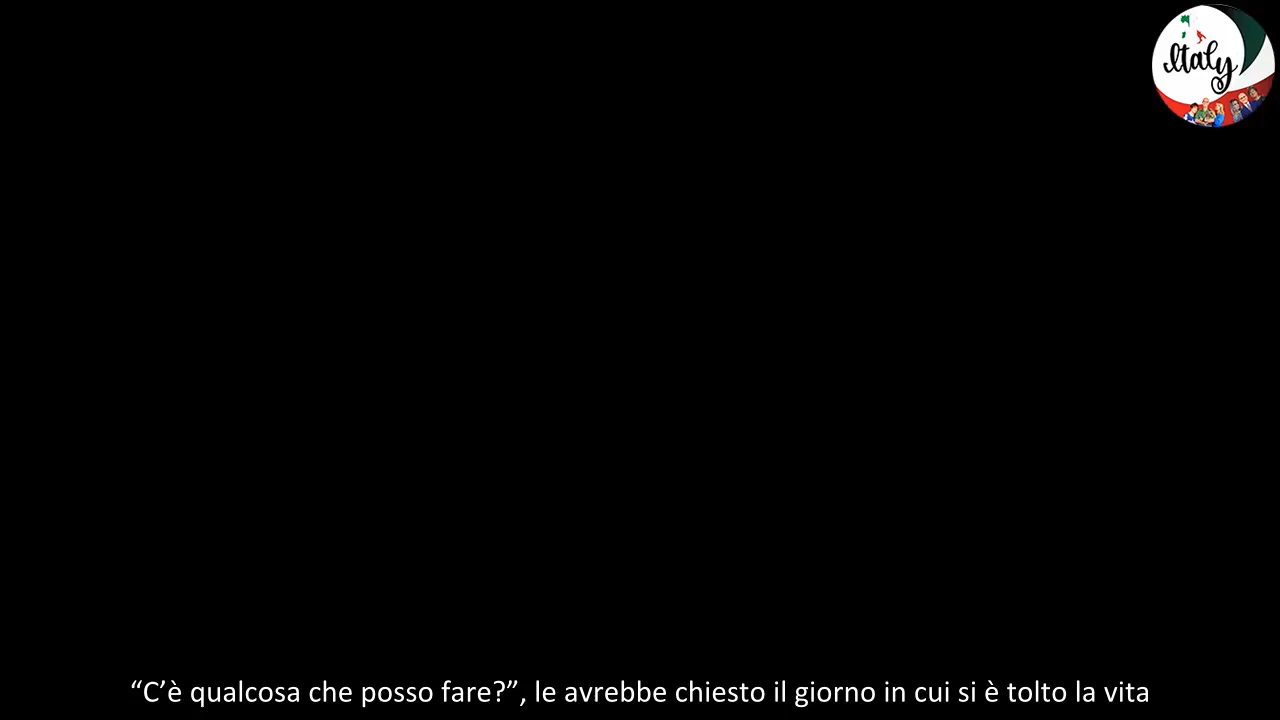 Italy
“C’è qualcosa che posso fare?”, le avrebbe chiesto il giorno in cui si è tolto la vita